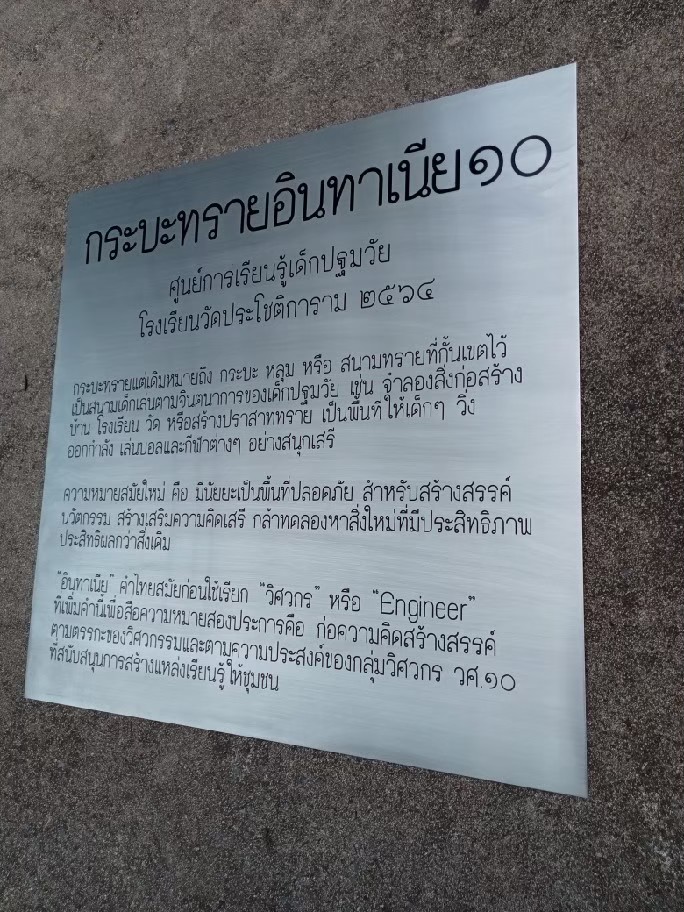 กระบะทรายอินทาเนีย๑๐
ศูนย์การเรียนรู้เด็กปฐมวัย
โรงเรียนวัดประโชติการาม ๒๕๖๔
กระบะทรายแต่เดิมหมายถึง กระบะ หลุม หรือ สนามทรายที่กั้นเขตไว้
เป็นสนามเด็กเล่นตามจินตนาการของเด็กปฐมวัย เช่น จำลองสิ่งก่อสร้าง
บ้าน โรงเรียน วัด หรือสร้างปราสาททราย เป็นพื้นที่ให้เด็กๆ วิ่ง
ออกกำลัง เล่นบอลและกีฬาต่างๆ อย่างสนุกเสรี
ความหมายสมัยใหม่ คือ มีนัยยะเป็นพื้นที่ปลอดภัย สำหรับสร้างสรรค์
นวัตกรรม สร้างเสริมความคิดเสรี กล้าทดลองหาสิ่งใหม่ที่มีประสิทธิภาพ
ประสิทธิผลกว่าสิ่งเดิม
"อินทาเนีย" คำไทยสมัยก่อนใช้เรียก "วิศวกร" หรือ "Engineer"
ที่เพิ่มคำนี้เพื่อสื่อความหมายสองประการคือ ก่อความคิดสร้างสรรค์
ตามตรรกะของวิศวกรรมและตามความประสงค์ของกลุ่มวิศวกร วศ.๑๐
ที่สนับสนุนการสร้างแหล่งเรียนรู้ให้ชุมชน